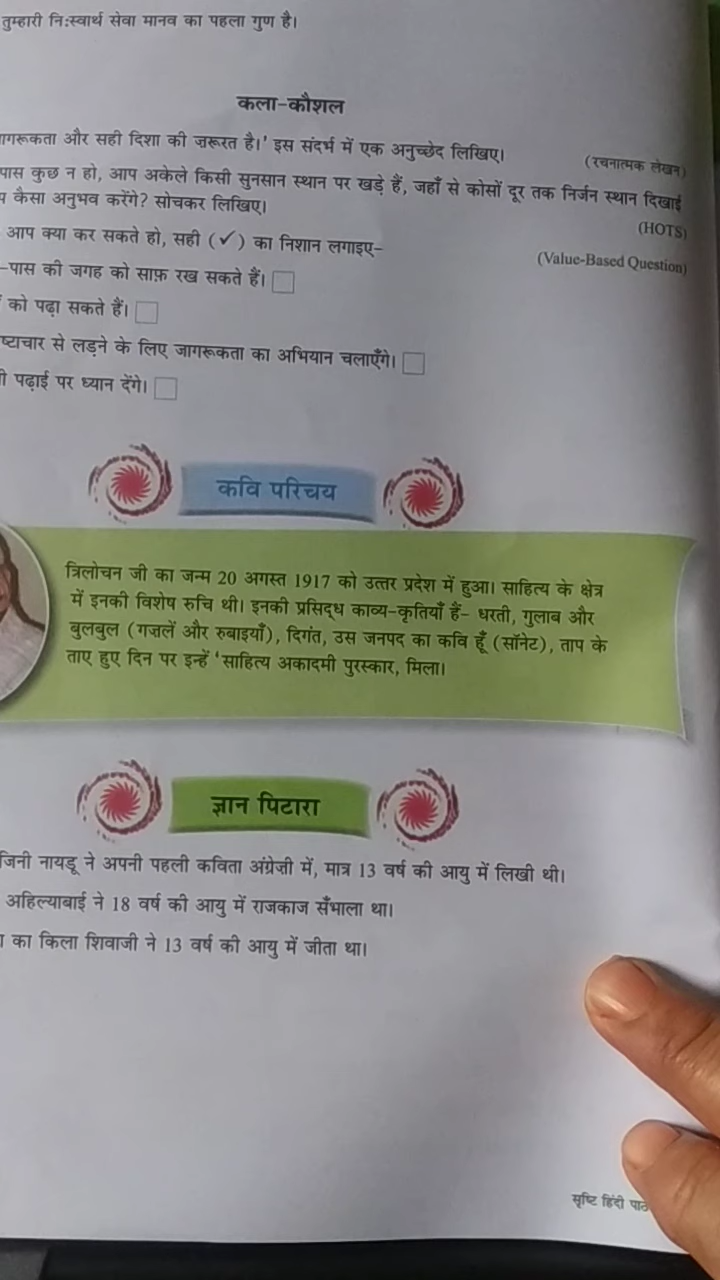 तुम्हारी नि:स्वार्थ सेवा मानव का पहला गुण है।
कला-कौशल
और सही दिशा की ज़रूरत है।' इस संदर्भ में एक अनुच्छेद लिखिए। (रचनात्मक लेखन)
पास कुछ न हो, आप अकेले किसी सुनसान स्थान पर खड़े हैं, जहाँ से कोसों दूर तक निर्जन स्थान दिखाई
कैसा अनुभव करेंगे? सोचकर लिखिए। (HOTS)
आप क्या कर सकते हो, सही (✓) का निशान लगाइए– (Value-Based Question)
-पास की जगह को साफ़ रख सकते हैं।
को पढ़ा सकते हैं।
से लड़ने के लिए जागरूकता का अभियान चलाएँगे।
पढ़ाई पर ध्यान देंगे।
कवि परिचय
त्रिलोचन जी का जन्म 20 अगस्त 1917 को उत्तर प्रदेश में हुआ। साहित्य के क्षेत्र
में इनकी विशेष रुचि थी। इनकी प्रसिद्ध काव्य-कृतियाँ हैं– धरती, गुलाब और
बुलबुल (गज़लें और रुबाइयाँ), दिगंत, उस जनपद का कवि हूँ (सॉनेट), ताप के
ताए हुए दिन पर इन्हें 'साहित्य अकादमी पुरस्कार, मिला।
ज्ञान पिटारा
नायडू ने अपनी पहली कविता अंग्रेज़ी में, मात्र 13 वर्ष की आयु में लिखी थी।
अहिल्याबाई ने 18 वर्ष की आयु में राजकाज सँभाला था।
का किला शिवाजी ने 13 वर्ष की आयु में जीता था।
सृष्टि हिंदी